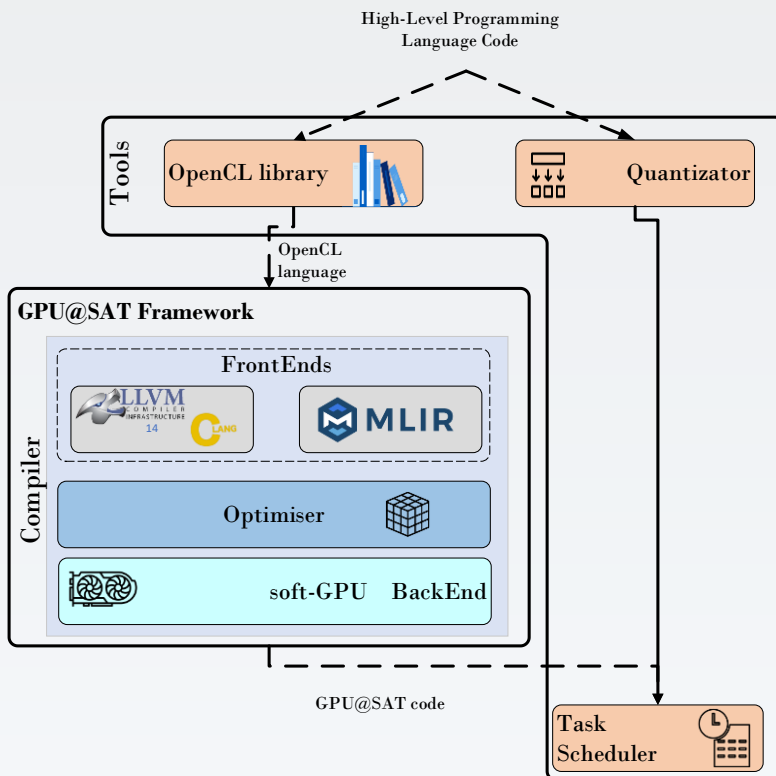 High-Level Programming
Language Code
Tools
OpenCL library
Quantizator
OpenCL
language
GPU@SAT Framework
Compiler
FrontEnds
LLVM
COMPILER
INFRASTRUCTURE
14
CLANG
MLIR
Optimiser
soft-GPU BackEnd
GPU@SAT code
Task
Scheduler